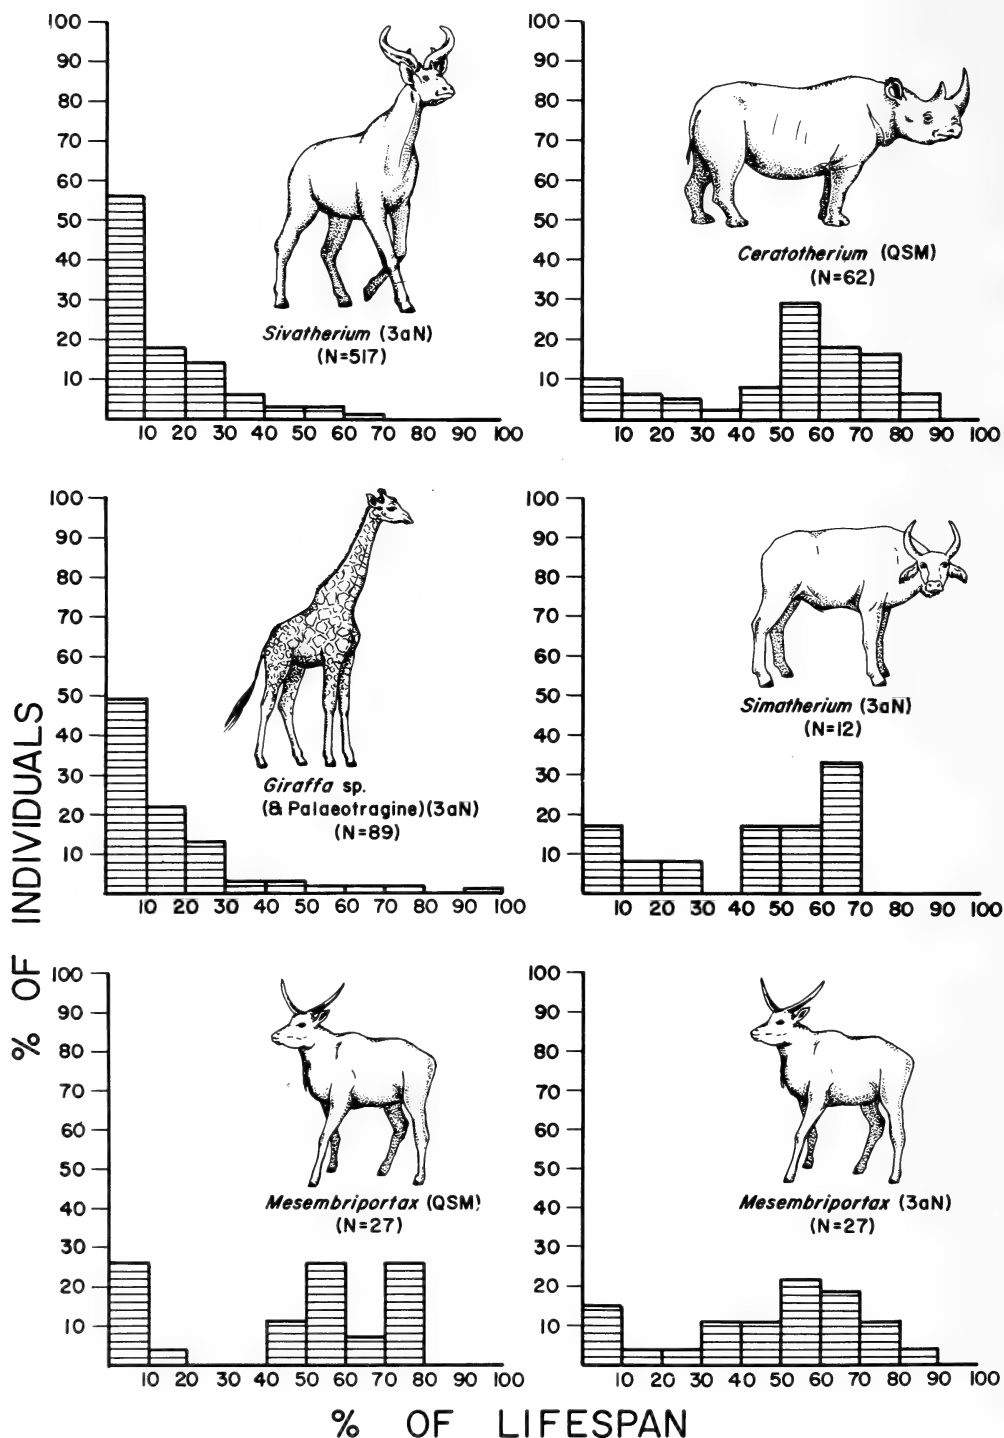 100
90
80
70
60
50
40
30
20
10
10 20 30 40 50 60 70 80 90 100
Sivatherium (3aN)
(N=517)
100
90
80
70
60
50
40
30
20
10
10 20 30 40 50 60 70 80 90 100
Ceratotherium (QSM)
(N=62)
100
90
80
70
60
50
40
30
20
10
10 20 30 40 50 60 70 80 90 100
Giraffa sp.
(& Palaeotragine)(3aN)
(N=89)
100
90
80
70
60
50
40
30
20
10
10 20 30 40 50 60 70 80 90 100
Simatherium (3aN)
(N=12)
100
90
80
70
60
50
40
30
20
10
10 20 30 40 50 60 70 80 90 100
Mesembriportax (QSM)
(N=27)
100
90
80
70
60
50
40
30
20
10
10 20 30 40 50 60 70 80 90 100
Mesembriportax (3aN)
(N=27)
% OF INDIVIDUALS
% OF LIFESPAN